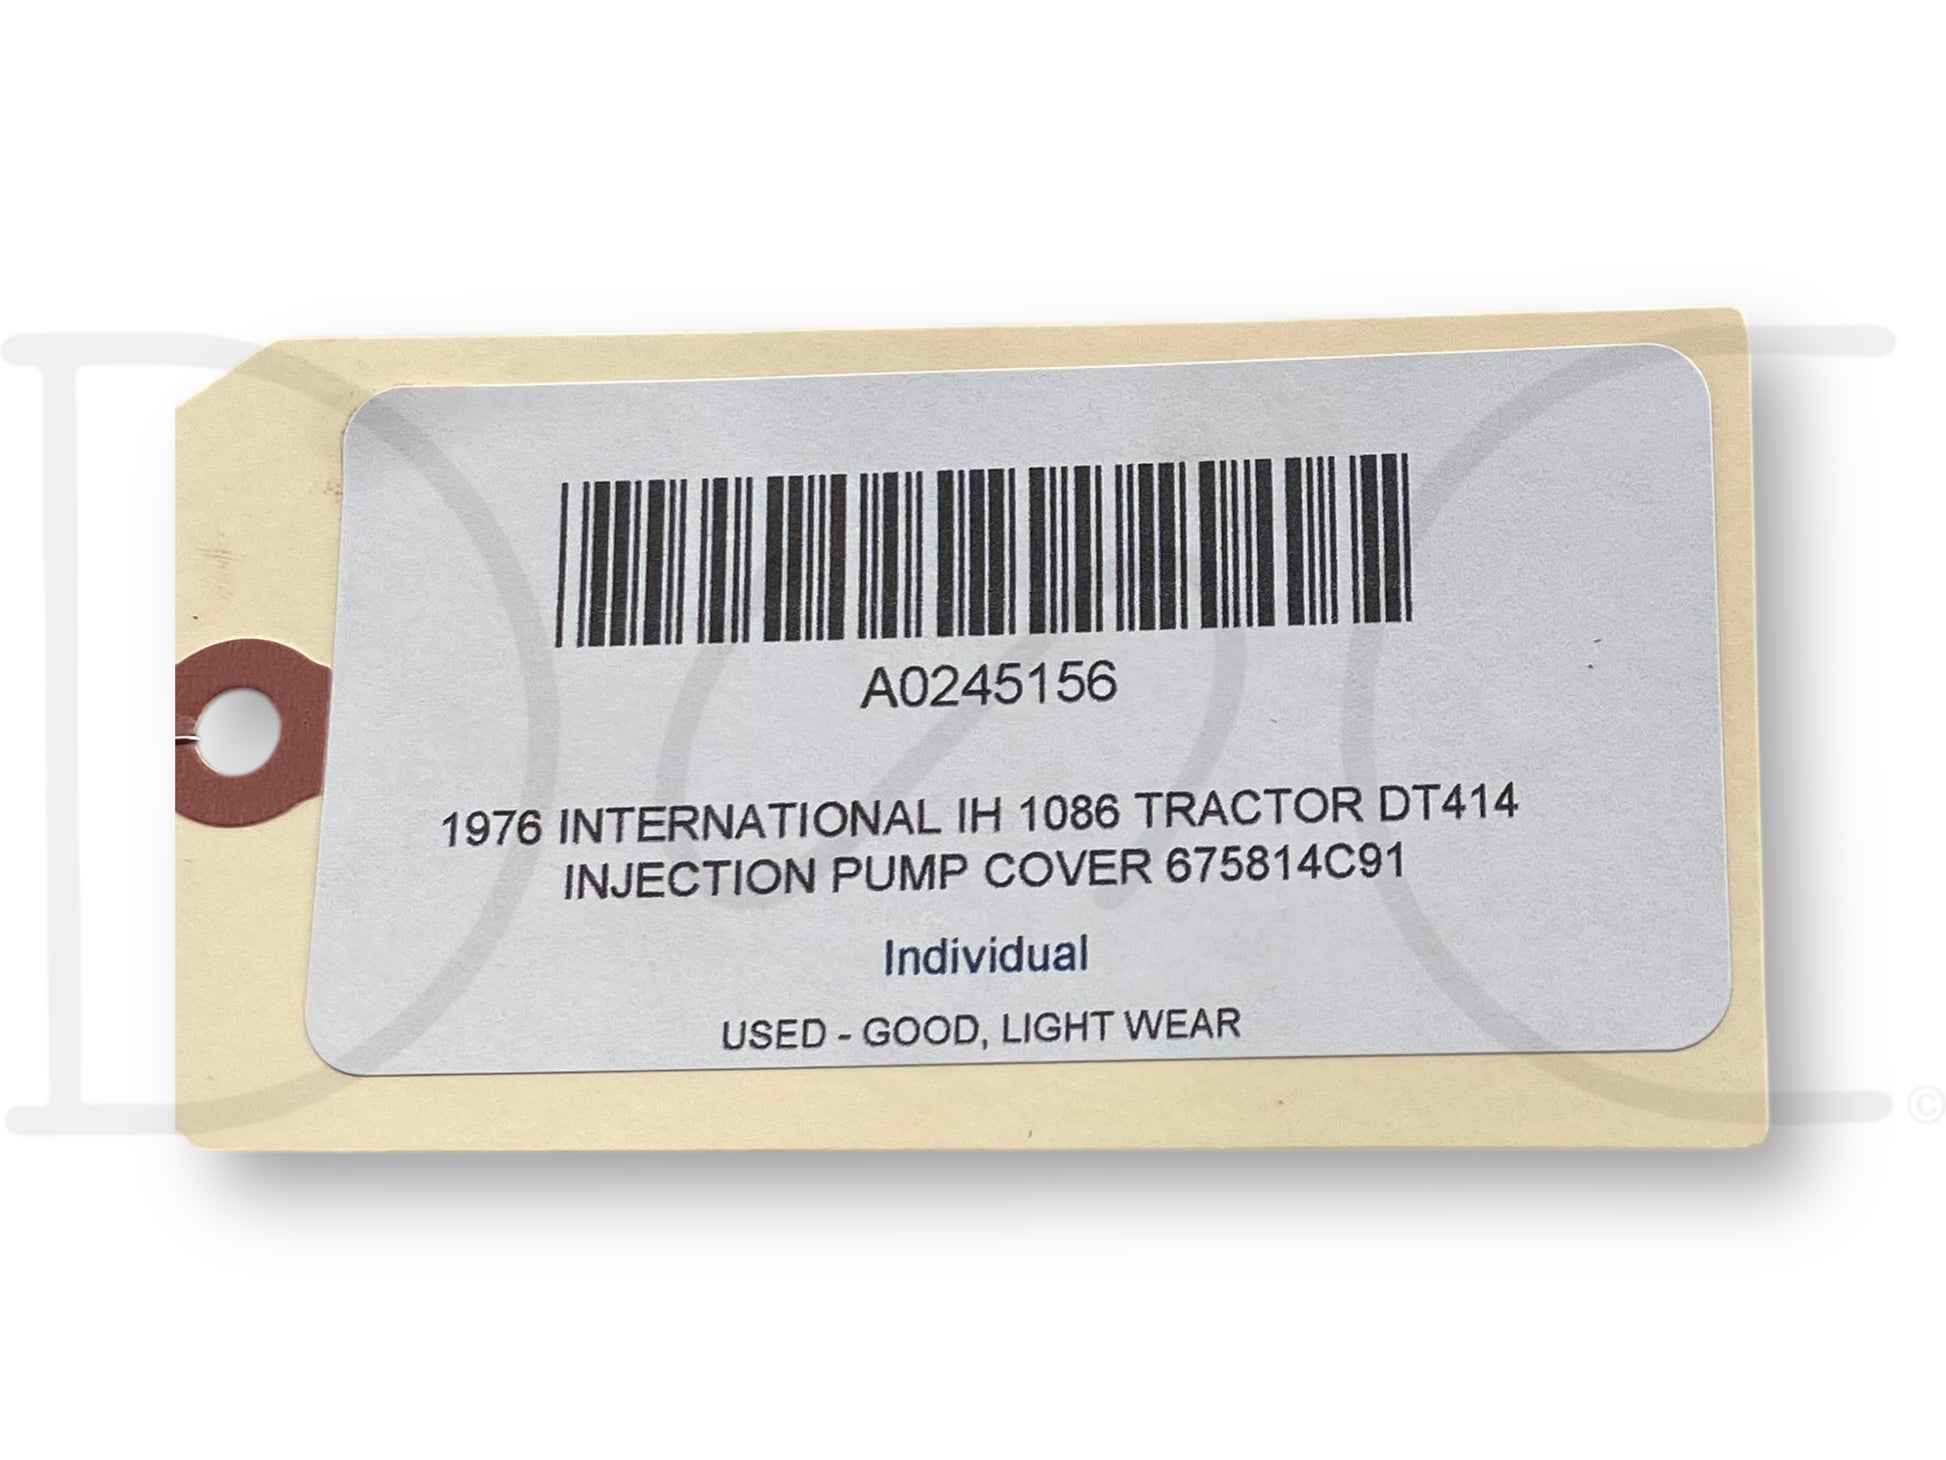 A0245156
1976 INTERNATIONAL IH 1086 TRACTOR DT414
INJECTION PUMP COVER 675814C91
Individual
USED - GOOD, LIGHT WEAR
©